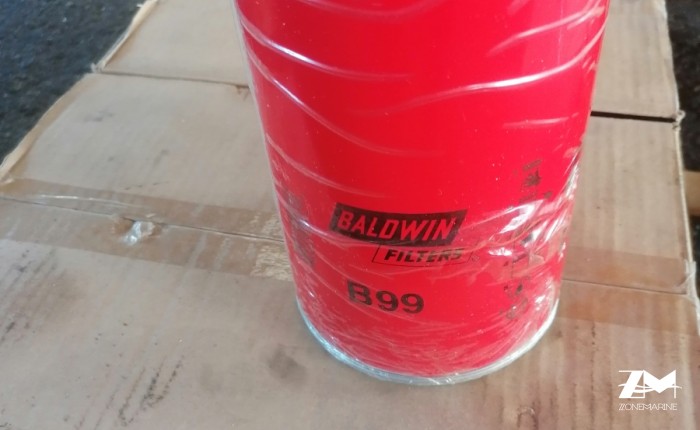 BALDWIN
FILTERS
B99
ZM
ZONEMARINE